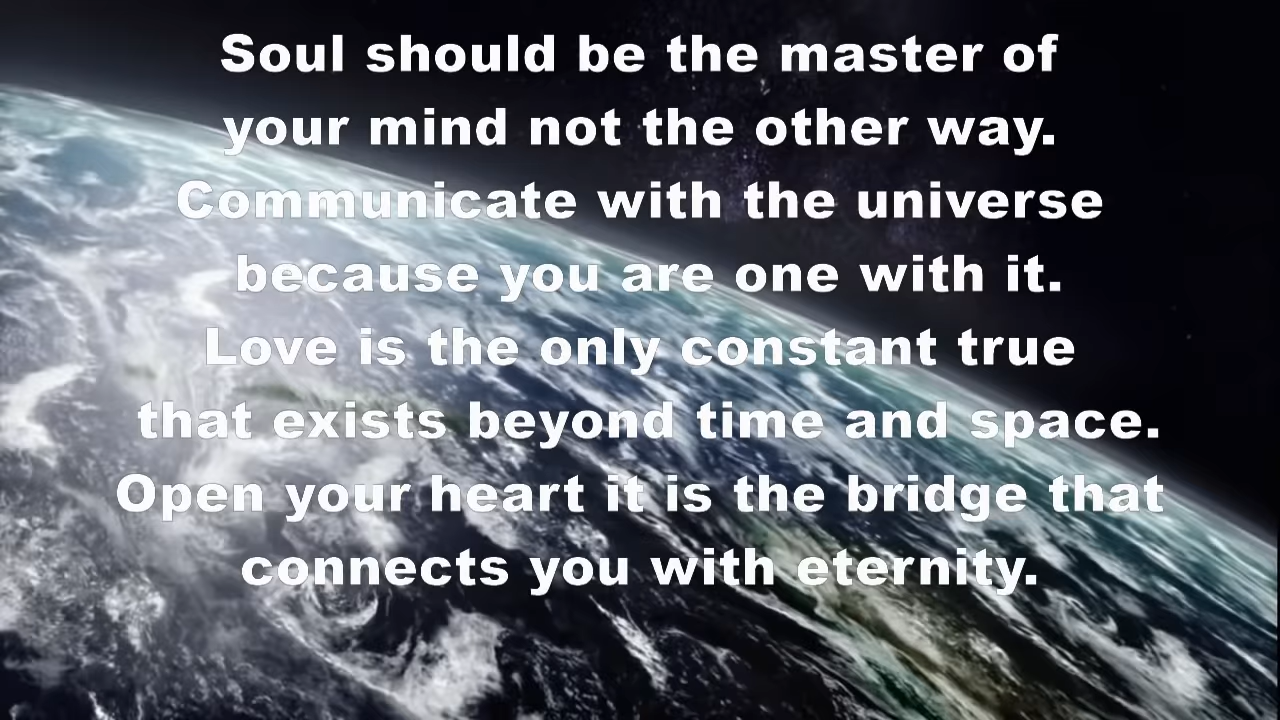 Soul should be the master of
your mind not the other way.
Communicate with the universe
because you are one with it.
Love is the only constant true
that exists beyond time and space.
Open your heart it is the bridge that
connects you with eternity.